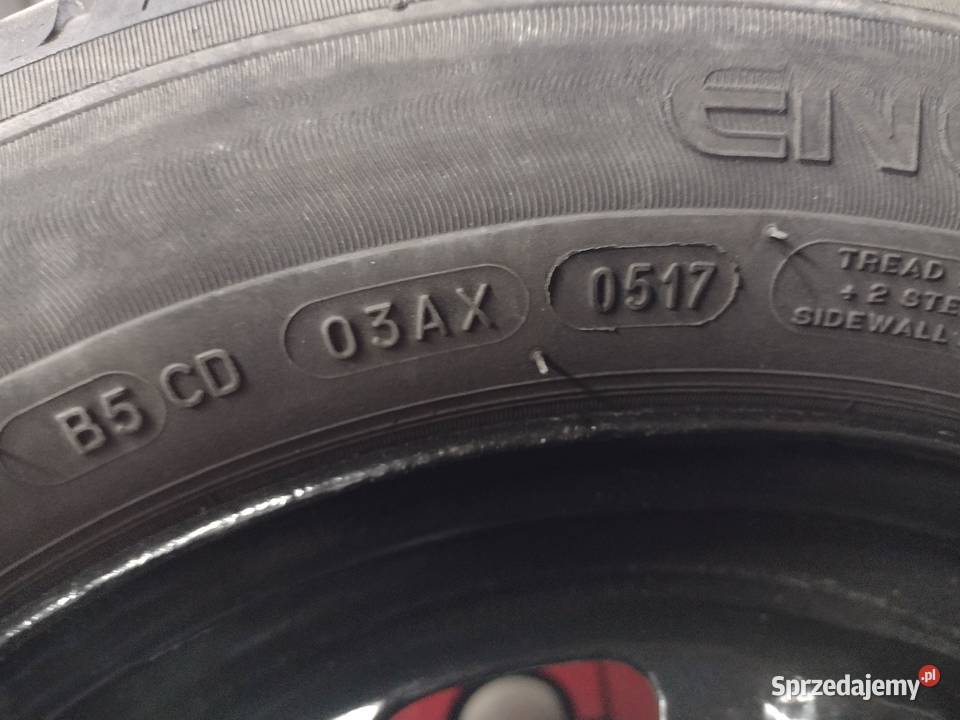 B5 CD 03AX 0517
TREAD
+ 2 STE
SIDEWALL
Sprzedajemy.pl